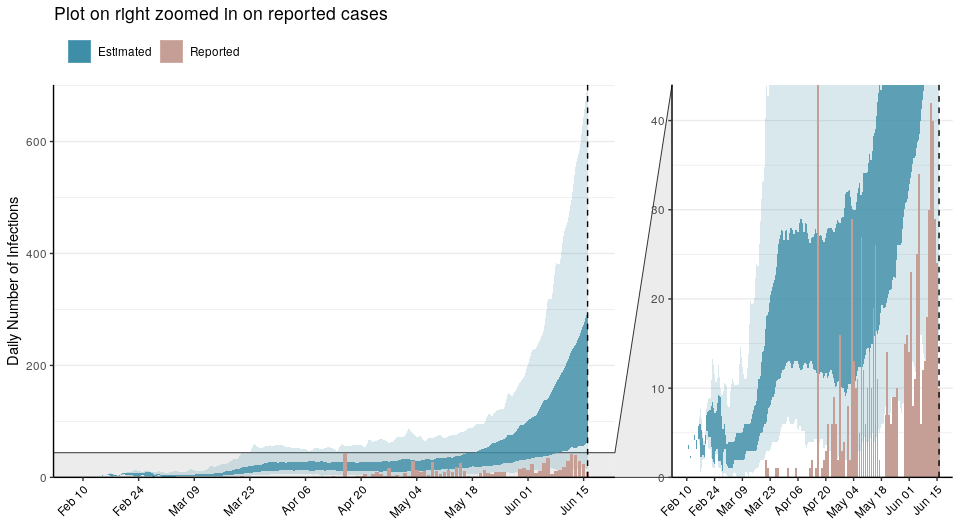 Plot on right zoomed in on reported cases
Estimated Reported
Daily Number of Infections
600
400
200
0
Feb 10 Feb 24 Mar 09 Mar 23 Apr 06 Apr 20 May 04 May 18 Jun 01 Jun 15
40
30
20
10
0
Feb 10 Feb 24 Mar 09 Mar 23 Apr 06 Apr 20 May 04 May 18 Jun 01 Jun 15